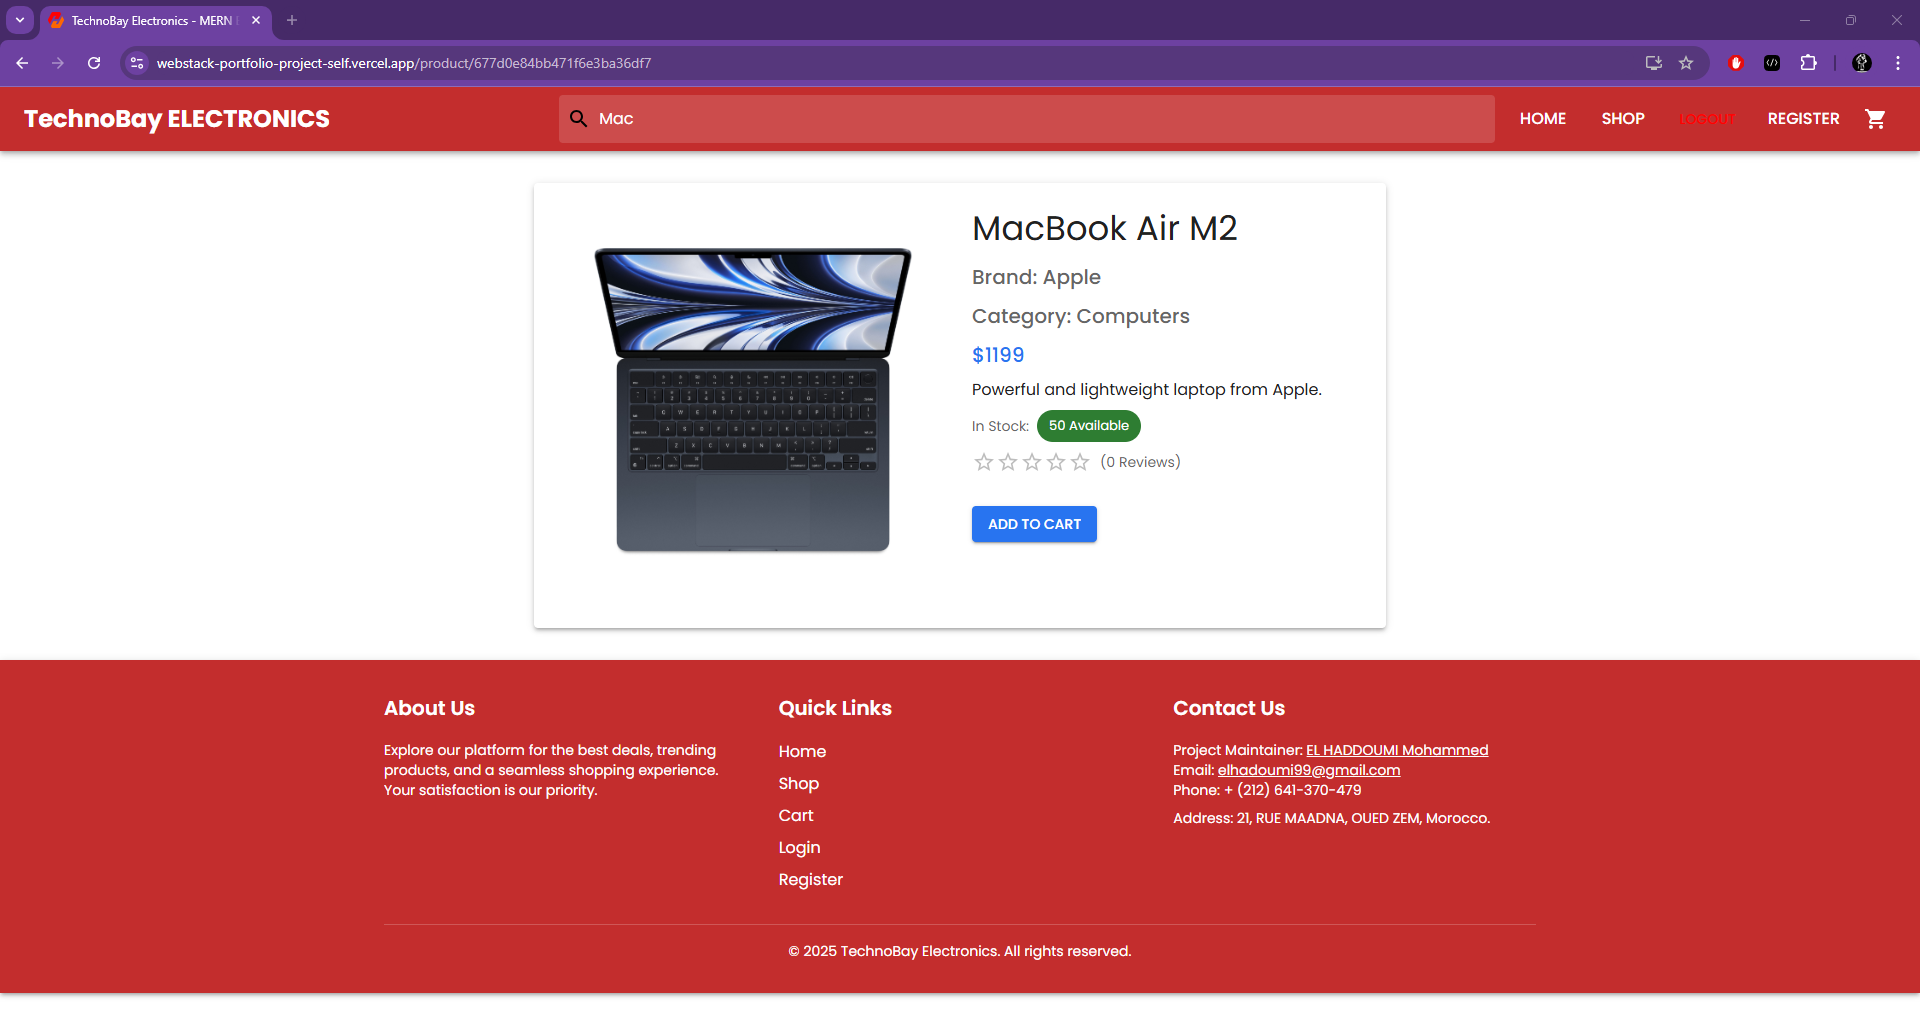 TechnoBay Electronics - MERN
webstack-portfolio-project-self.vercel.app/product/677d0e84bb471f6e3ba36df7
TechnoBay ELECTRONICS
Mac
HOME
SHOP
LOGOUT
REGISTER
MacBook Air M2
Brand: Apple
Category: Computers
$1199
Powerful and lightweight laptop from Apple.
In Stock: 50 Available
(0 Reviews)
ADD TO CART
About Us
Explore our platform for the best deals, trending
products, and a seamless shopping experience.
Your satisfaction is our priority.
Quick Links
Home
Shop
Cart
Login
Register
Contact Us
Project Maintainer: EL HADDOUMI Mohammed
Email: elhadoumi99@gmail.com
Phone: + (212) 641-370-479
Address: 21, RUE MAADNA, OUED ZEM, Morocco.
© 2025 TechnoBay Electronics. All rights reserved.